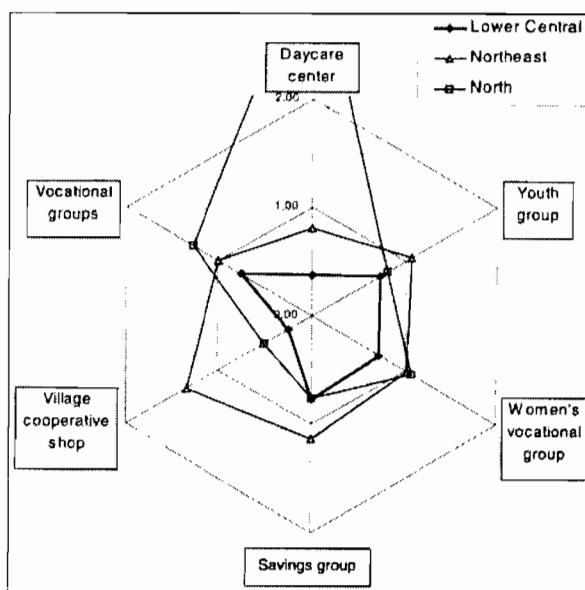 Lower Central
Northeast
North
Daycare
center
2.00
Vocational
groups
1.00
Youth
group
0.00
Village
cooperative
shop
Women's
vocational
group
Savings group